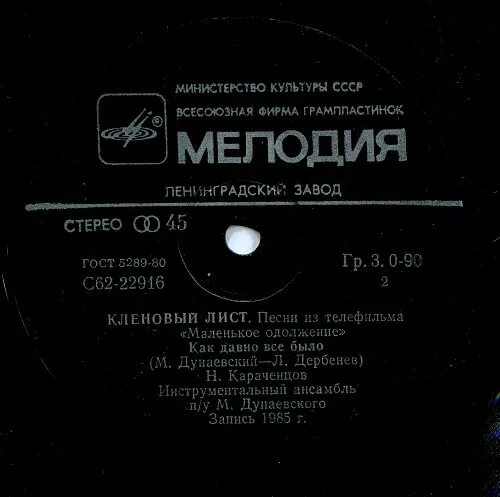 МИНИСТЕРСТВО КУЛЬТУРЫ СССР
ВСЕСОЮЗНАЯ ФИРМА ГРАМПЛАСТИНОК
®
МЕЛОДИЯ
ЛЕНИНГРАДСКИЙ ЗАВОД
СТЕРЕО 45
ГОСТ 5289-80 Гр. 3. 0-90
С62-22916 2
КЛЕНОВЫЙ ЛИСТ. Песни из телефильма
«Маленькое одолжение»
Как давно все было
(М. Дунаевский—Л. Дербенев)
Н. Караченцов
Инструментальный ансамбль
п/у М. Дунаевского
Запись 1985 г.